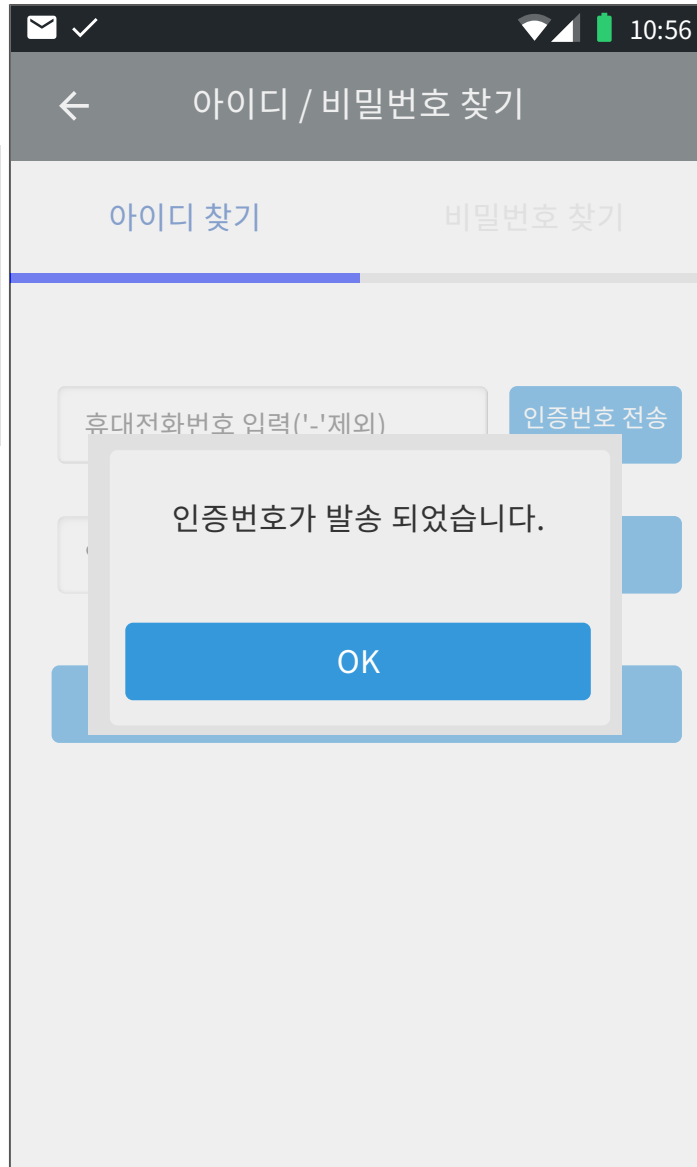 10:56
아이디 / 비밀번호 찾기
아이디 찾기
비밀번호 찾기
휴대전화번호 입력('-'제외)
인증번호 전송
인증번호가 발송 되었습니다.
OK